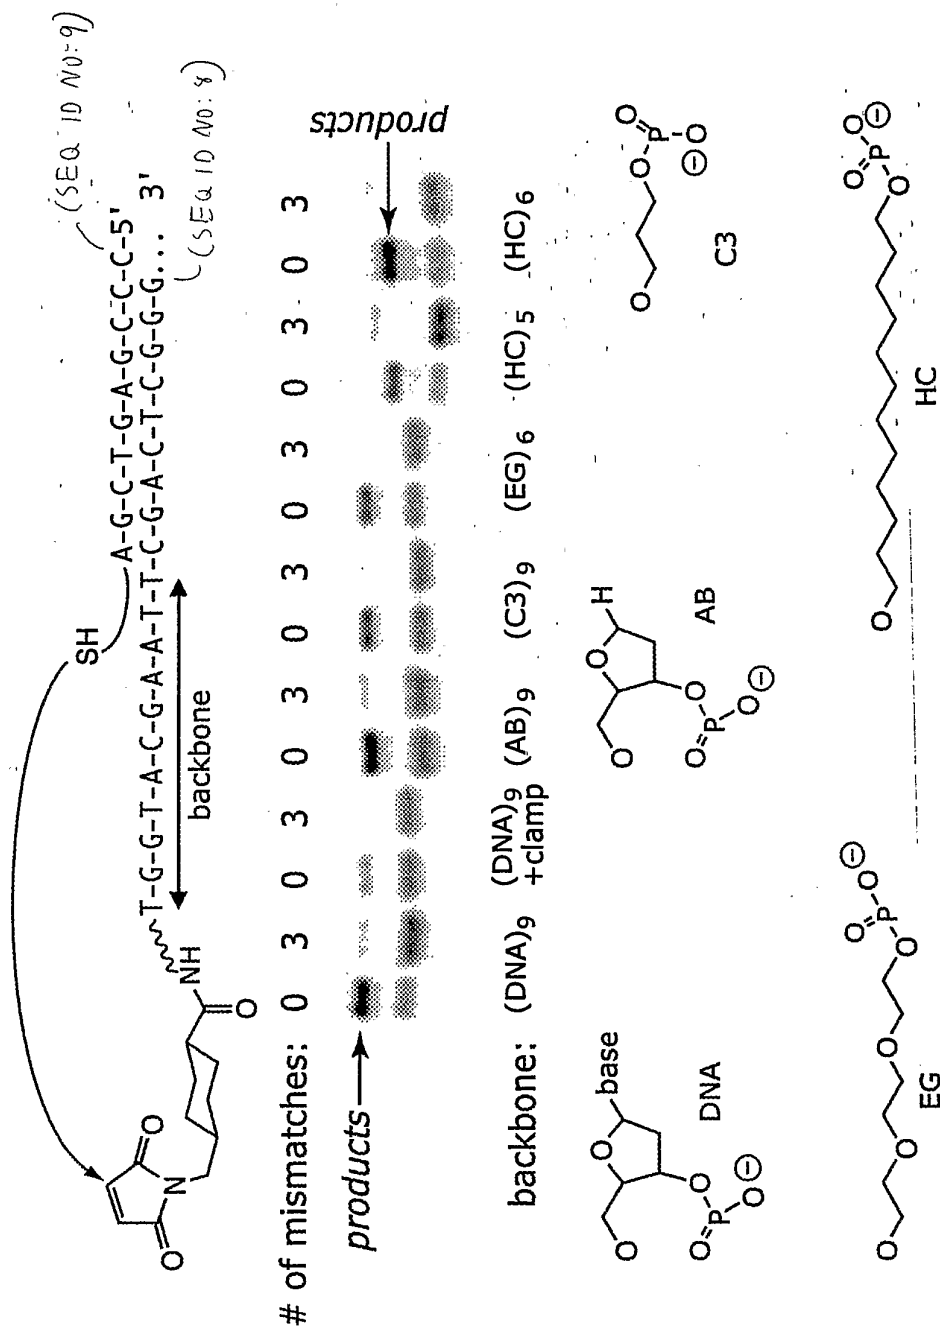 (SEQ ID NO:9)
SH
A-G-C-T-G-A-G-C-C-C-5'
T-G-G-T-A-C-G-A-A-T-T-C-G-A-C-T-C-G-G-G... 3'
(SEQ ID NO:8)
backbone
NH
O
O
N
O
# of mismatches: 0 3 0 3 0 3 0 3 0 3 0 3 0 3
products
products
backbone: (DNA)9 (DNA)9 +clamp (AB)9 (C3)9 (EG)6 (HC)5 (HC)6
O O base
O
O=P
O⊖
DNA
O O H
O
O=P
O⊖
AB
O O O
P
O
⊖
C3
O O O O O
P
O⊖
EG
O O O
P
O⊖
HC